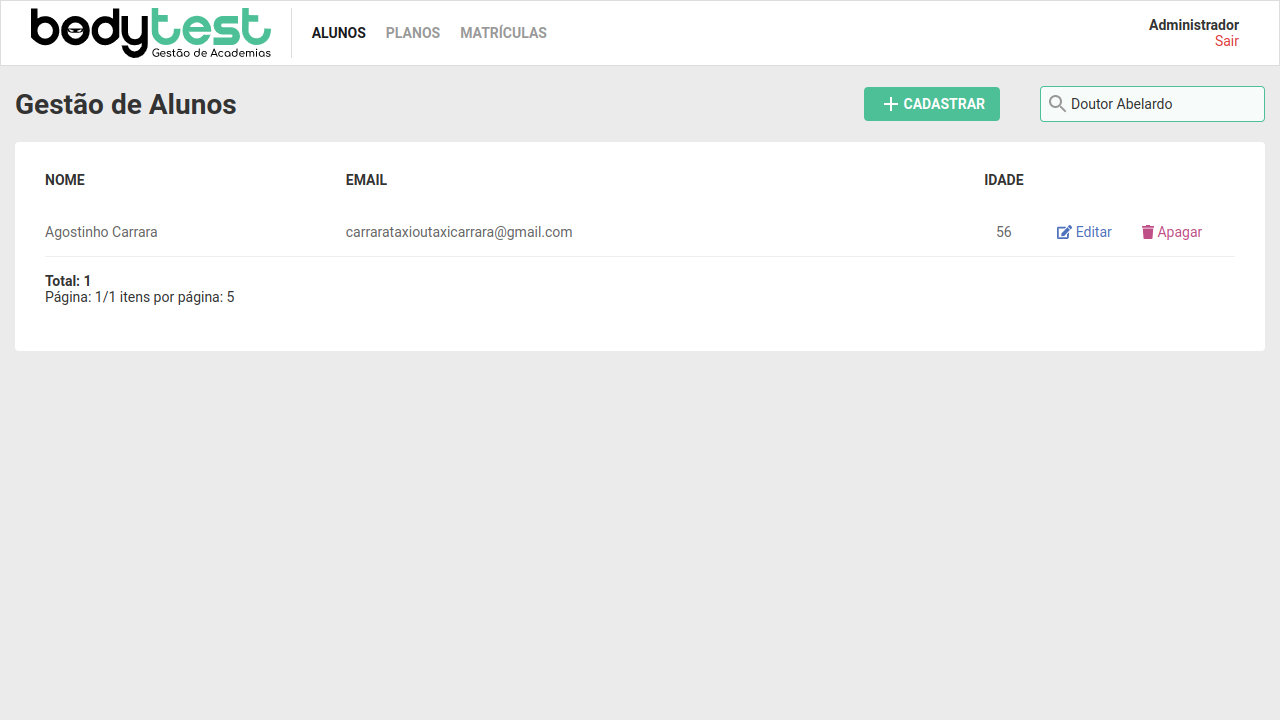 bodytest
Gestão de Academias
ALUNOS PLANOS MATRÍCULAS
Administrador
Sair
Gestão de Alunos
CADASTRAR
Doutor Abelardo
NOME EMAIL IDADE
Agostinho Carrara carrarataxioutaxicarrara@gmail.com 56 Editar Apagar
Total: 1
Página: 1/1 itens por página: 5